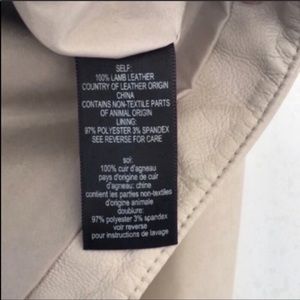 SELF:
100% LAMB LEATHER
COUNTRY OF LEATHER ORIGIN
CHINA
CONTAINS NON-TEXTILE PARTS
OF ANIMAL ORIGIN
LINING:
97% POLYESTER 3% SPANDEX
SEE REVERSE FOR CARE
soi:
100% cuir d'agneau
pays d'origine de cuir
d'agneau: chine
contient les parties non-textiles
d'origine animale
doublure:
97% polyester 3% spandex
voir reverse
pour instructions de lavage